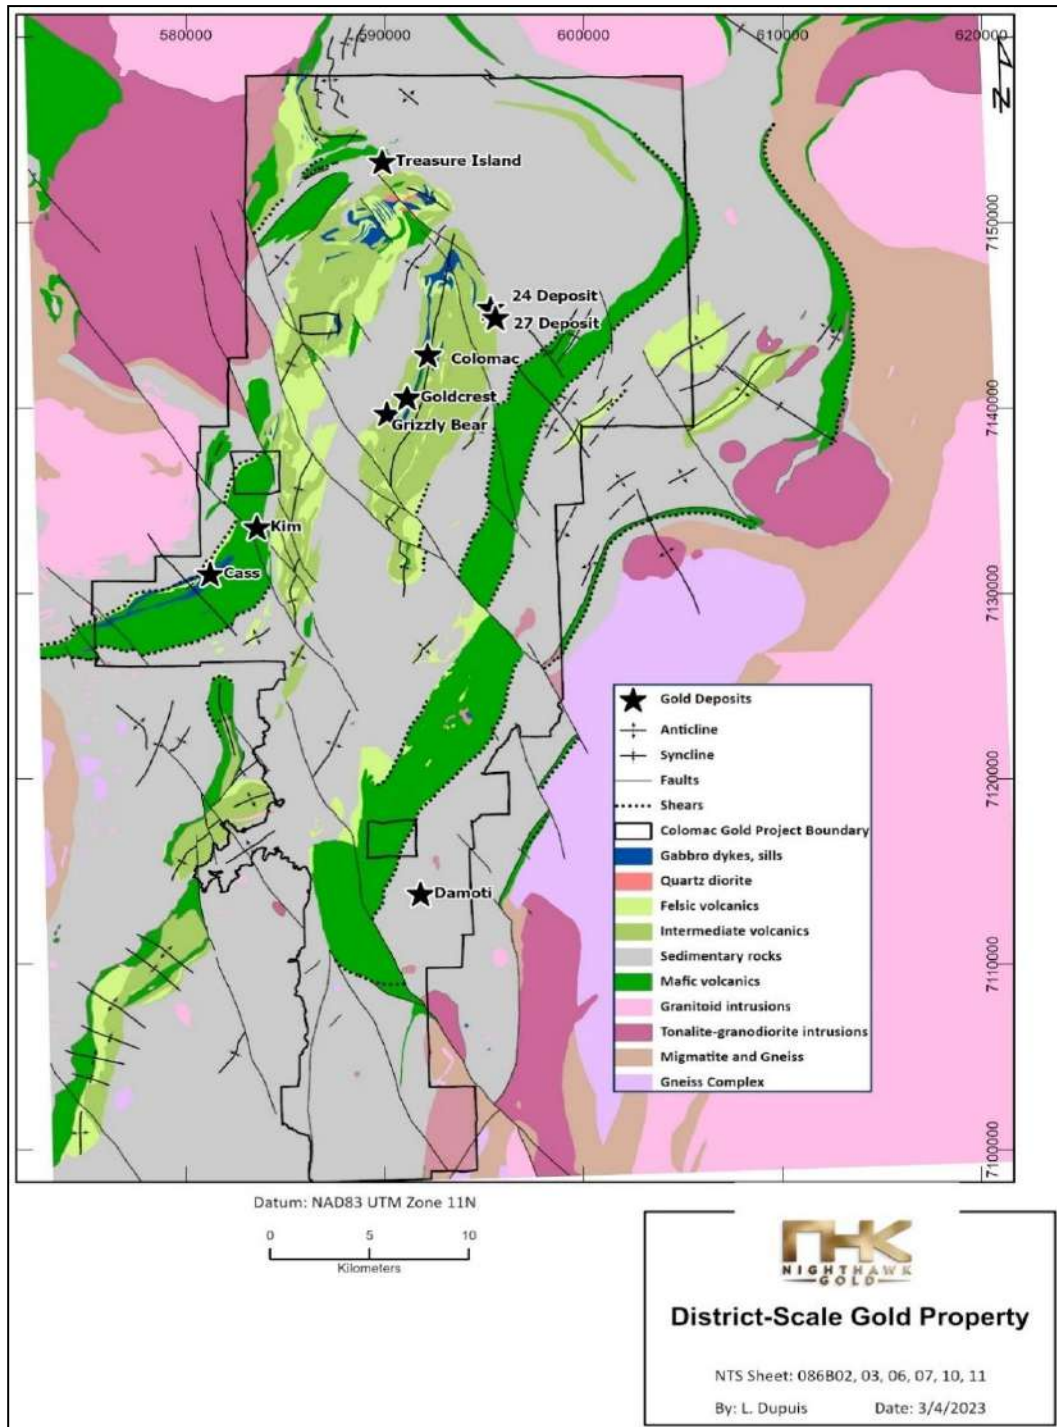 580000 590000 600000 610000 620000
N
Treasure Island
7150000
24 Deposit
27 Deposit
Colomac
Goldcrest
Grizzly Bear
7140000
Kim
Cass
7130000
Gold Deposits
Anticline
Syncline
Faults
7120000
Shears
Colomac Gold Project Boundary
Gabbro dykes, sills
Quartz diorite
Damoti
Felsic volcanics
Intermediate volcanics
Sedimentary rocks
7110000
Mafic volcanics
Granitoid intrusions
Tonalite-granodiorite intrusions
Migmatite and Gneiss
Gneiss Complex
7100000
Datum: NAD83 UTM Zone 11N
0 5 10
Kilometers
NHK
NIGHTHAWK
GOLD
District-Scale Gold Property
NTS Sheet: 086B02, 03, 06, 07, 10, 11
By: L. Dupuis Date: 3/4/2023